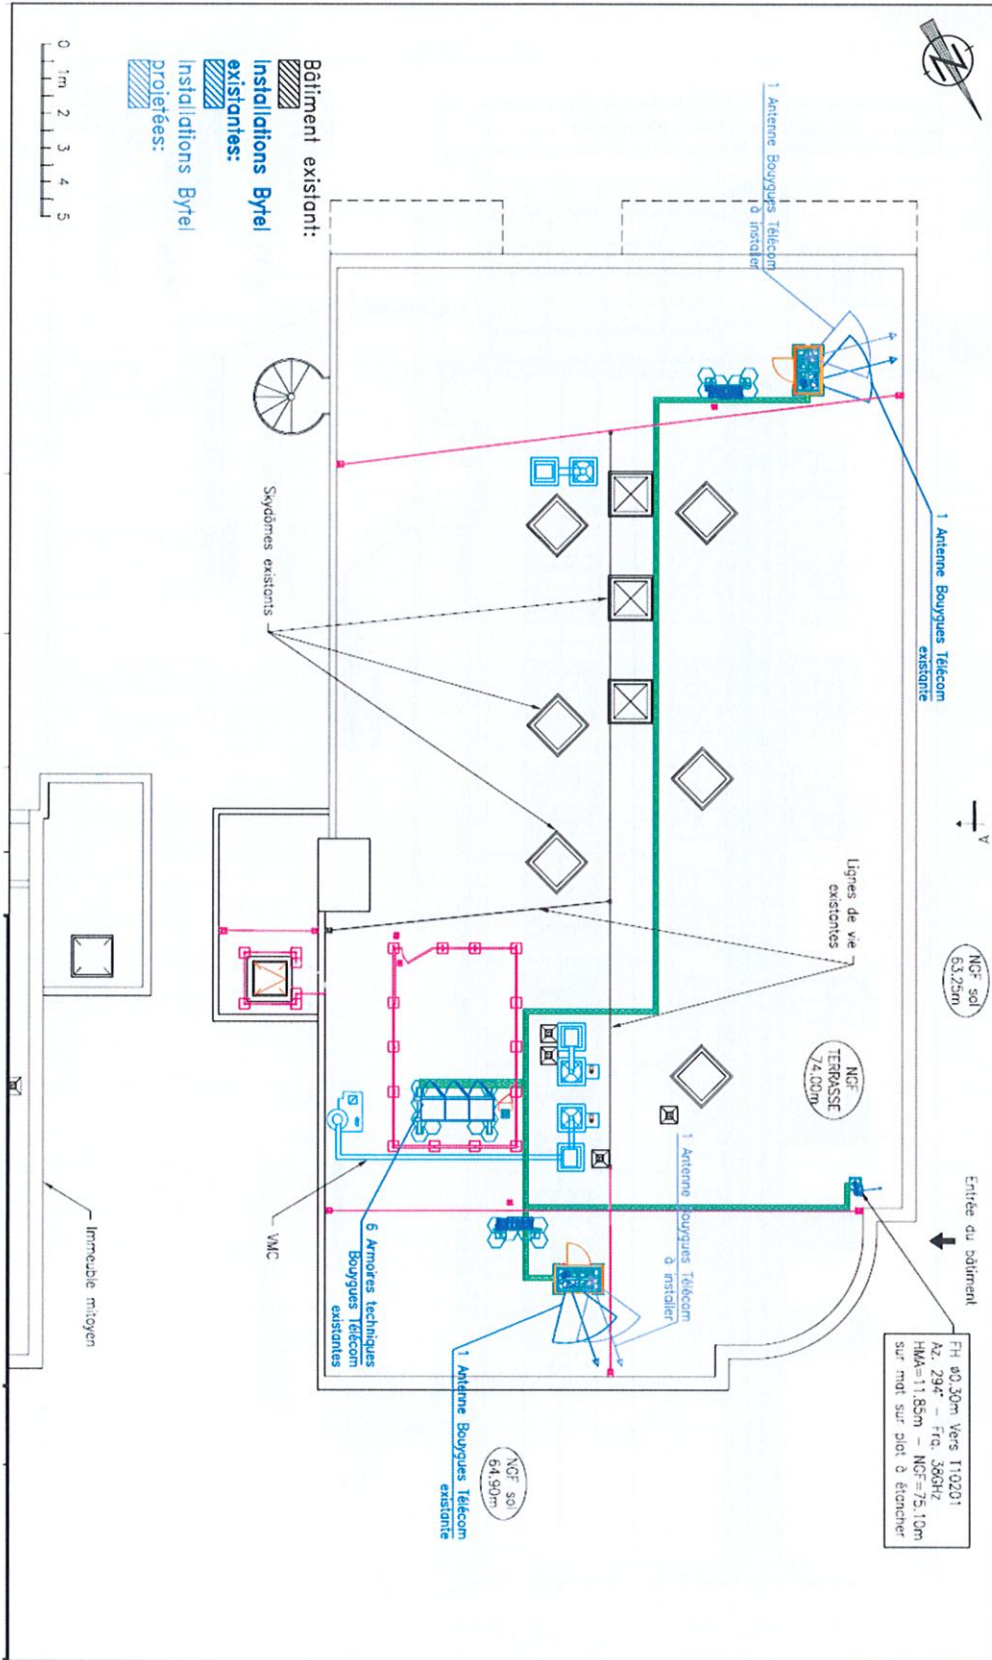 N
1 Antenne Bouygues Télécom
à installer
1 Antenne Bouygues Télécom
existante
Bâtiment existant:
Installations Bytel
existantes:
Installations Bytel
projetées:
0 1m 2 3 4 5
Skydômes existants
Lignes de vie
existantes
A
NGF sol
63.25m
NGF
TERRASSE
74.00m
Entrée du bâtiment
FH ø0.30m Vers T10201
Az. 294° - Frq. 38GHz
HMA=11.85m - NGF=75.10m
sur mat sur plot à étancher
1 Antenne Bouygues Télécom
à installer
6 Armoires techniques
Bouygues Télécom
existantes
VMC
1 Antenne Bouygues Télécom
existante
NGF sol
64.90m
Immeuble mitoyen